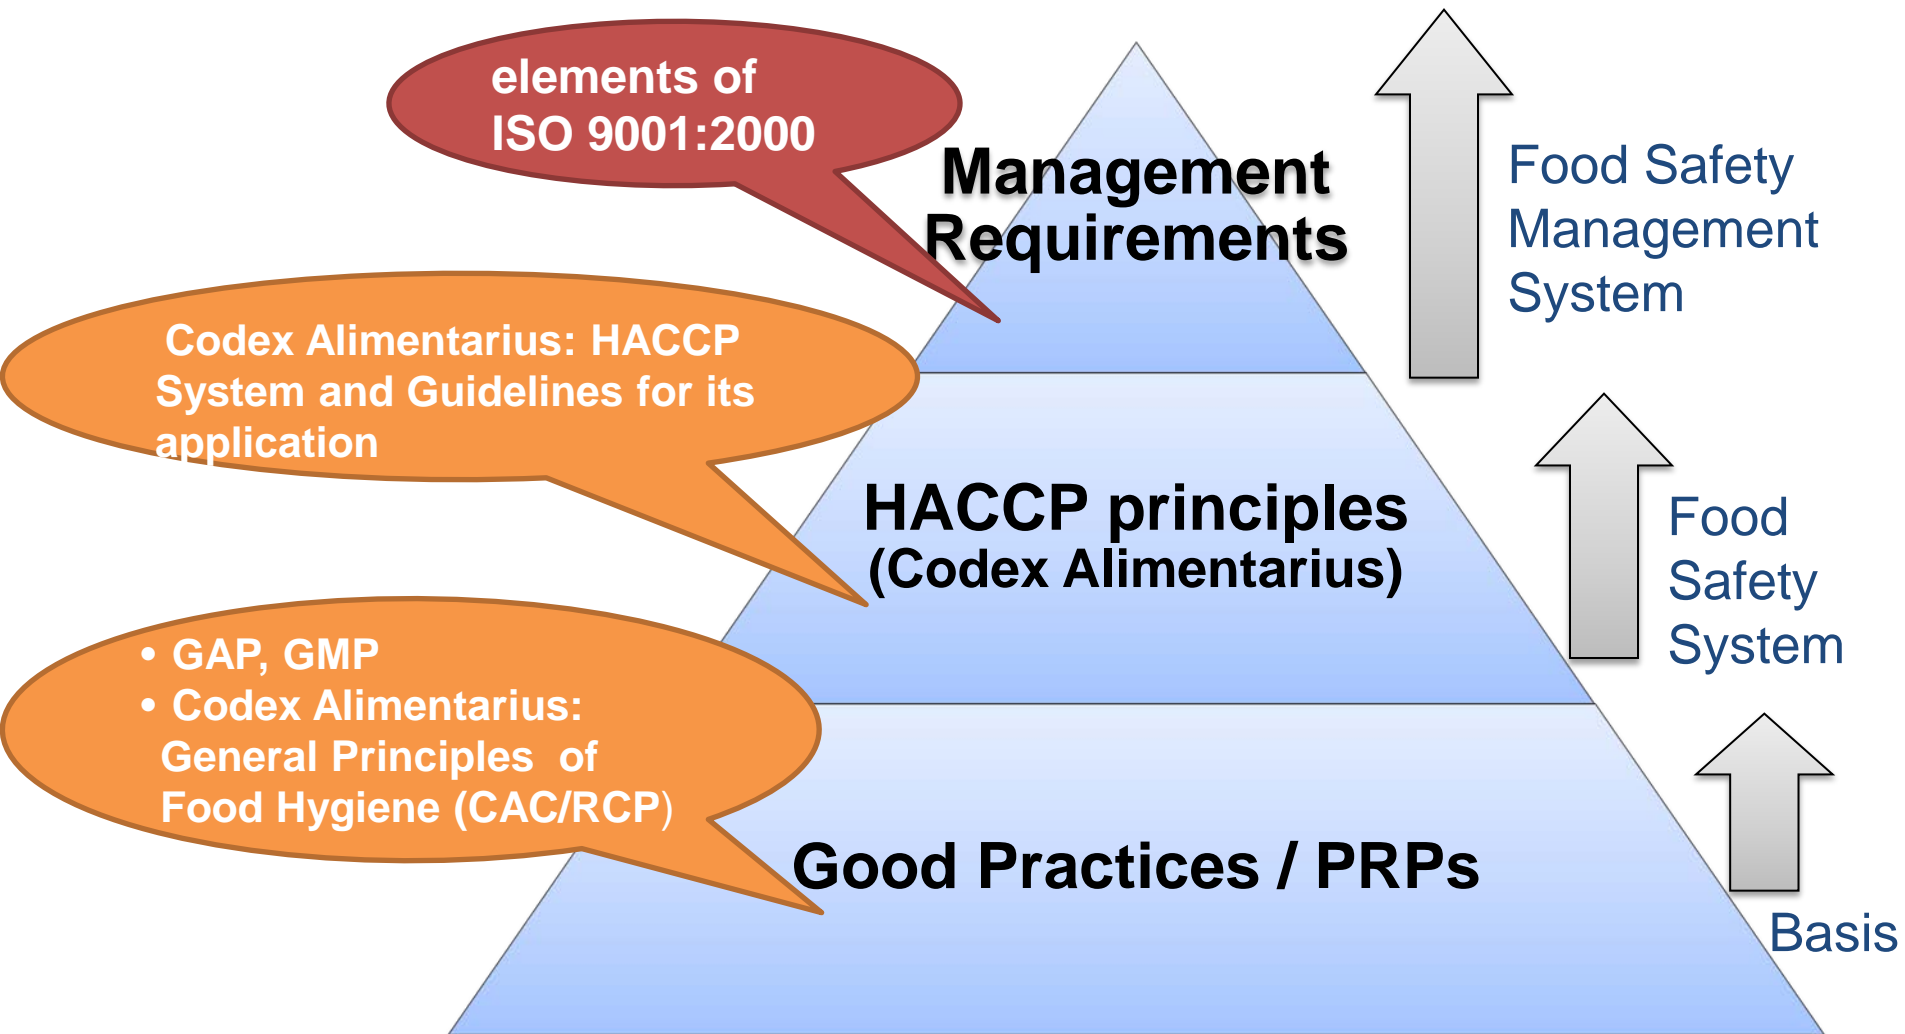 elements of
ISO 9001:2000
Management
Requirements
Food Safety
Management
System
Codex Alimentarius: HACCP
System and Guidelines for its
application
HACCP principles
(Codex Alimentarius)
Food
Safety
System
• GAP, GMP
• Codex Alimentarius:
General Principles of
Food Hygiene (CAC/RCP)
Good Practices / PRPs
Basis